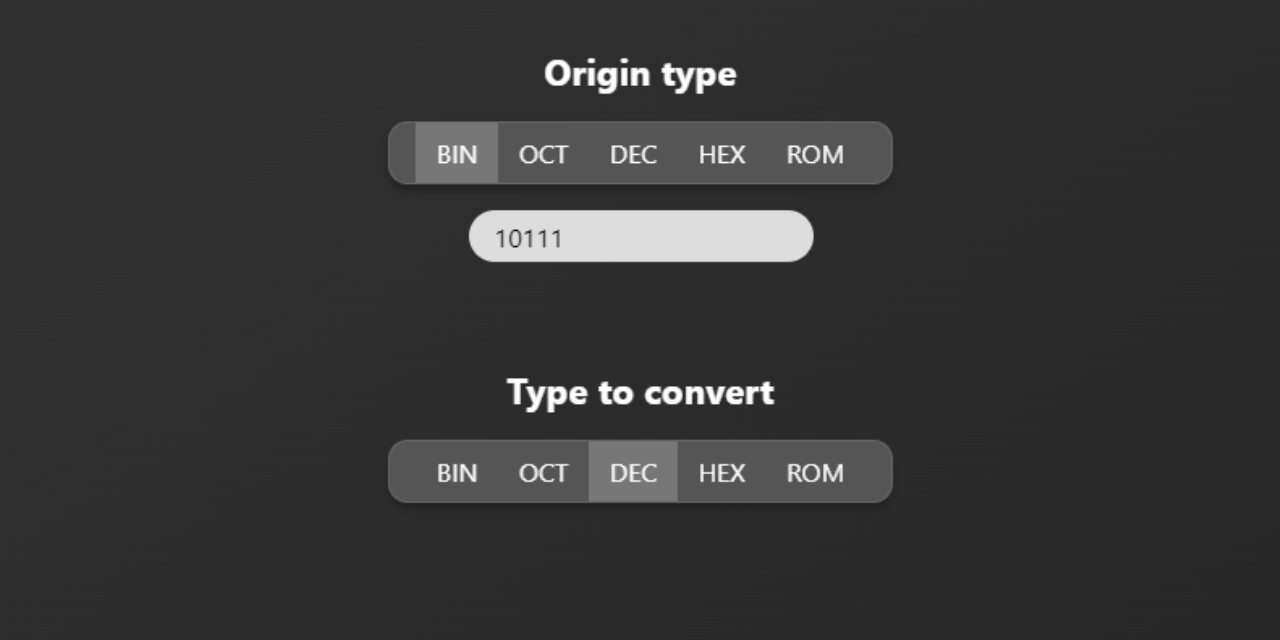 Origin type
BIN OCT DEC HEX ROM
10111
Type to convert
BIN OCT DEC HEX ROM